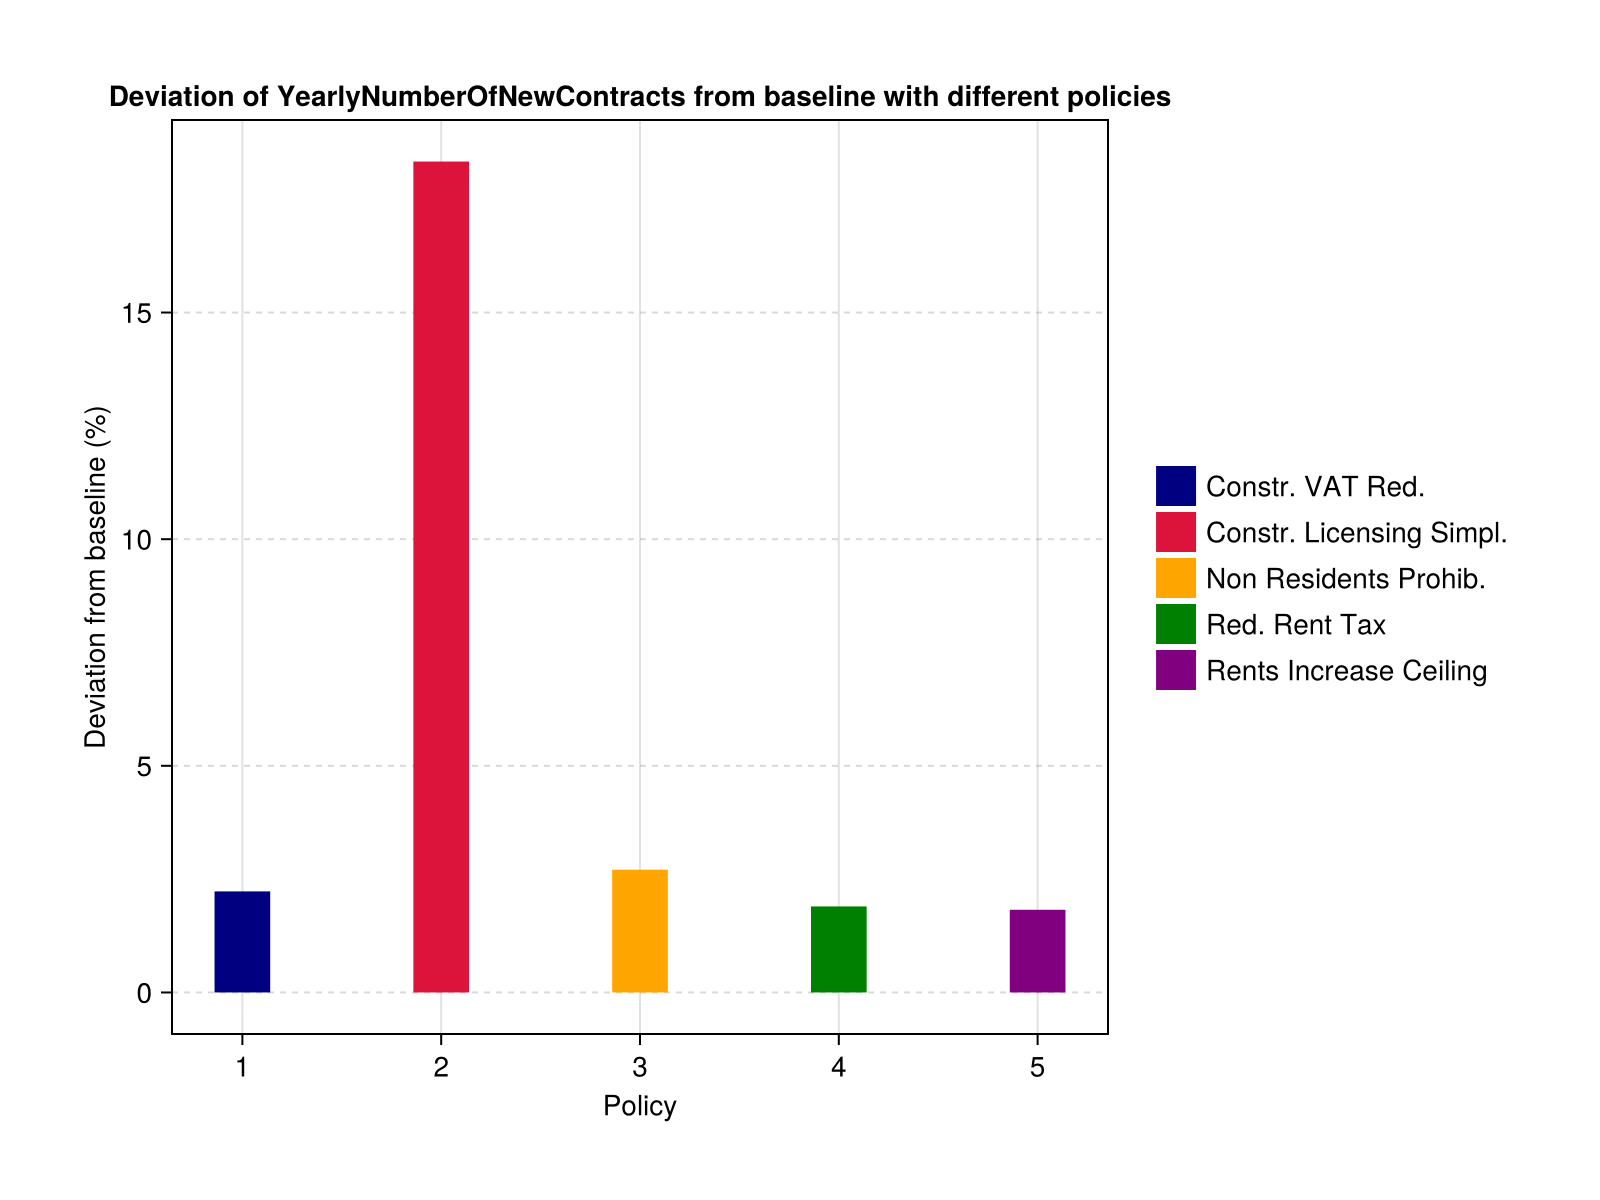 Deviation of YearlyNumberOfNewContracts from baseline with different policies
Deviation from baseline (%)
15
10
5
0
1 2 3 4 5
Policy
Constr. VAT Red.
Constr. Licensing Simpl.
Non Residents Prohib.
Red. Rent Tax
Rents Increase Ceiling